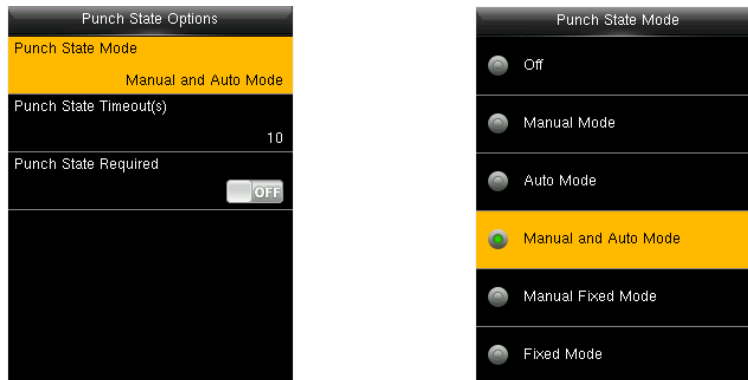 Punch State Options
Punch State Mode
Manual and Auto Mode
Punch State Timeout(s)
10
Punch State Required
OFF
Punch State Mode
Off
Manual Mode
Auto Mode
Manual and Auto Mode
Manual Fixed Mode
Fixed Mode